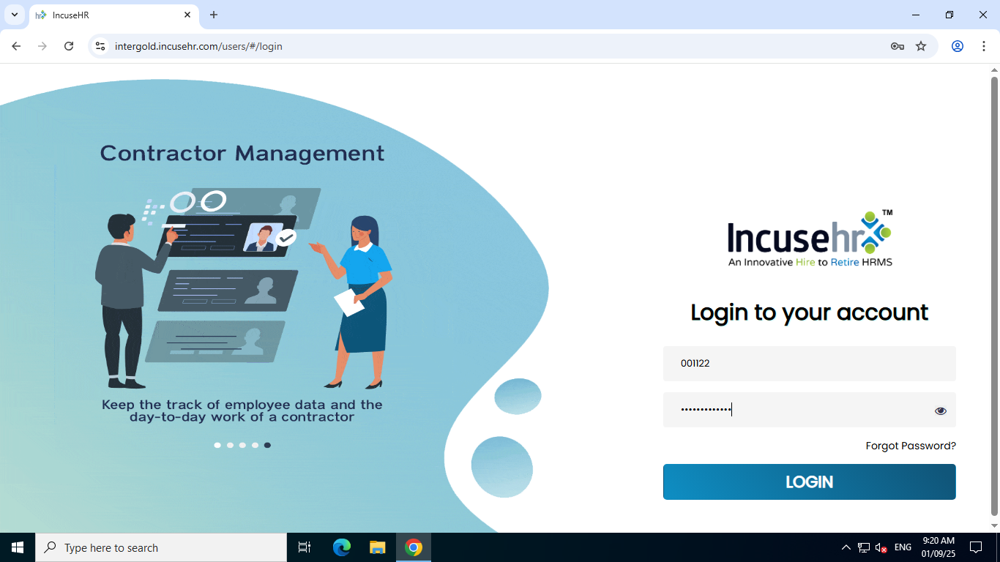 IncuseHR
intergold.incusehr.com/users/#/login
Contractor Management
Keep the track of employee data and the
day-to-day work of a contractor
Incusehr TM
An Innovative Hire to Retire HRMS
Login to your account
001122
•••••••••••••
Forgot Password?
LOGIN
Type here to search
ENG
9:20 AM
01/09/25